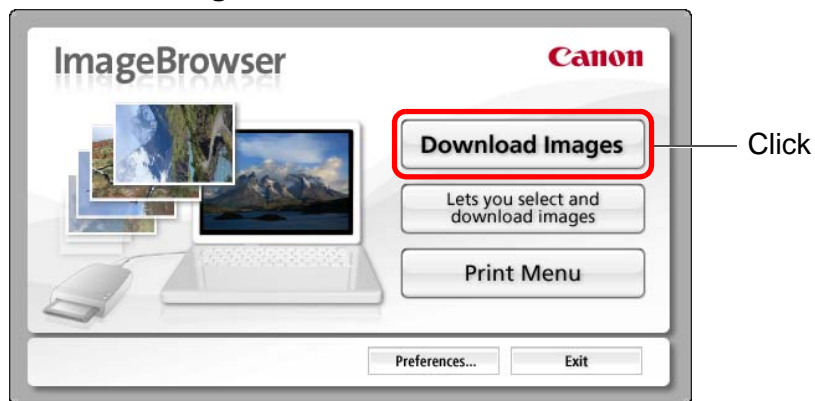 ImageBrowser
Canon
Download Images
Click
Lets you select and
download images
Print Menu
Preferences...
Exit